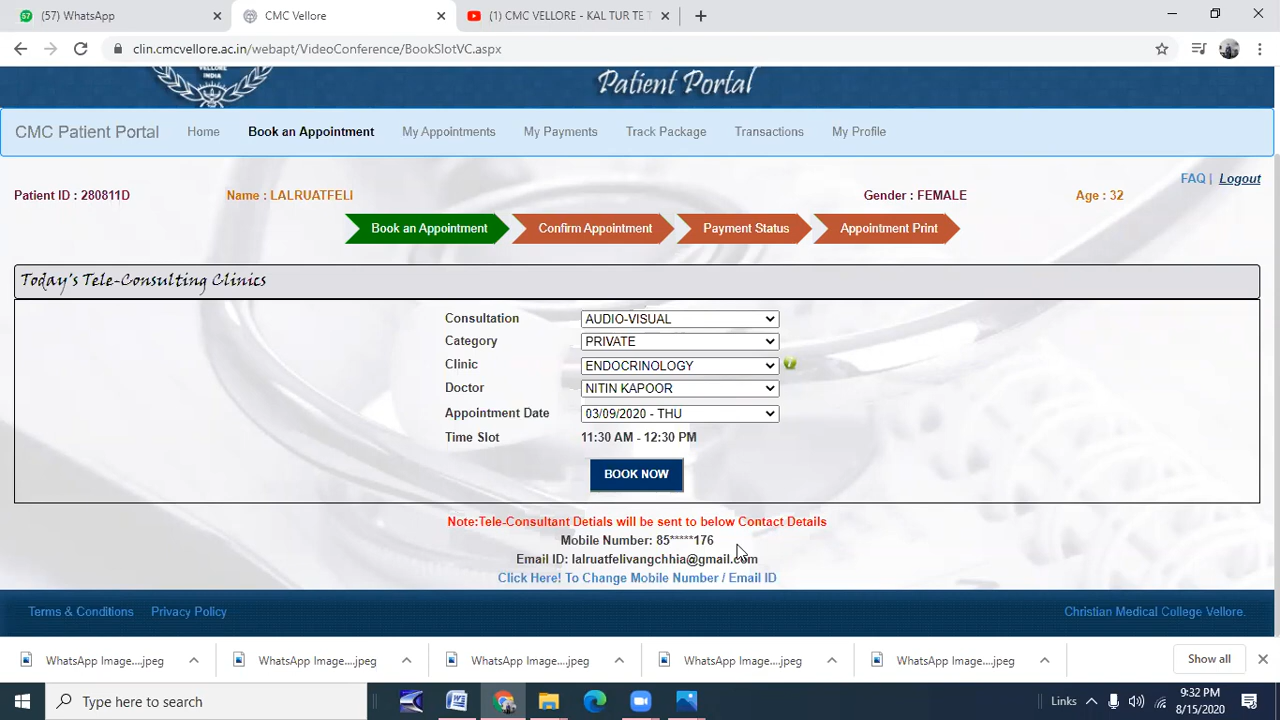 (57) WhatsApp
CMC Vellore
(1) CMC VELLORE - KAL TUR TE T
clin.cmcvellore.ac.in/webapt/VideoConference/BookSlotVC.aspx
VELLORE
INDIA
Patient Portal
CMC Patient Portal Home Book an Appointment My Appointments My Payments Track Package Transactions My Profile
FAQ | Logout
Patient ID : 280811D Name : LALRUATFELI Gender : FEMALE Age : 32
Book an Appointment Confirm Appointment Payment Status Appointment Print
Today's Tele-Consulting Clinics
Consultation AUDIO-VISUAL
Category PRIVATE
Clinic ENDOCRINOLOGY
Doctor NITIN KAPOOR
Appointment Date 03/09/2020 - THU
Time Slot 11:30 AM - 12:30 PM
BOOK NOW
Note:Tele-Consultant Detials will be sent to below Contact Details
Mobile Number: 85*****176
Email ID: lalruatfelivangchhia@gmail.com
Click Here! To Change Mobile Number / Email ID
Terms & Conditions Privacy Policy Christian Medical College Vellore.
WhatsApp Image....jpeg WhatsApp Image....jpeg WhatsApp Image....jpeg WhatsApp Image....jpeg WhatsApp Image....jpeg Show all
Type here to search
Links
9:32 PM
8/15/2020